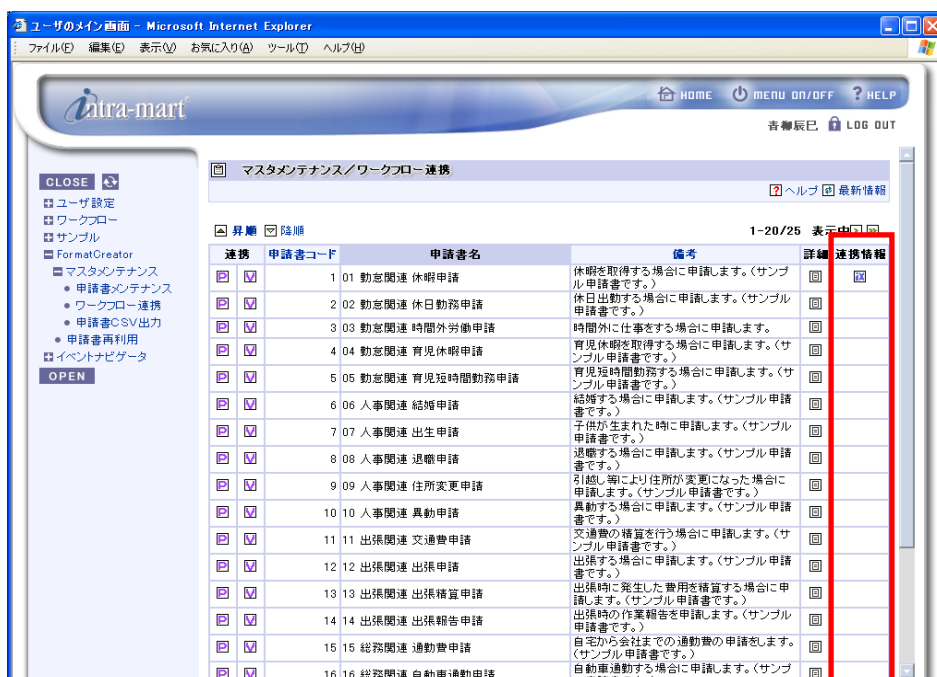 ユーザのメイン画面 - Microsoft Internet Explorer
ファイル(F) 編集(E) 表示(V) お気に入り(A) ツール(T) ヘルプ(H)
intra-mart
HOME MENU ON/OFF ? HELP
青柳辰巳 LOG OUT
CLOSE
ユーザ設定
ワークフロー
サンプル
FormatCreator
マスタメンテナンス
申請書メンテナンス
ワークフロー連携
申請書CSV出力
申請書再利用
イベントナビゲータ
OPEN
マスタメンテナンス/ワークフロー連携
? ヘルプ 最新情報
昇順 降順
1-20/25 表示中
連携 申請書コード 申請書名 備考 詳細 連携情報
P V 1 01 勤怠関連 休暇申請 休暇を取得する場合に申請します。(サンプ iX
ル申請書です。)
P V 2 02 勤怠関連 休日勤務申請 休日出勤する場合に申請します。(サンプル
申請書です。)
P V 3 03 勤怠関連 時間外労働申請 時間外に仕事をする場合に申請します。
P V 4 04 勤怠関連 育児休暇申請 育児休暇を取得する場合に申請します。(サ
ンプル申請書です。)
P V 5 05 勤怠関連 育児短時間勤務申請 育児短時間勤務する場合に申請します。(サ
ンプル申請書です。)
P V 6 06 人事関連 結婚申請 結婚する場合に申請します。(サンプル申請
書です。)
P V 7 07 人事関連 出生申請 子供が生まれた時に申請します。(サンプル
申請書です。)
P V 8 08 人事関連 退職申請 退職する場合に申請します。(サンプル申請
書です。)
P V 9 09 人事関連 住所変更申請 引越し等により住所が変更になった場合に
申請します。(サンプル申請書です。)
P V 10 10 人事関連 異動申請 異動する場合に申請します。(サンプル申請
書です。)
P V 11 11 出張関連 交通費申請 交通費の精算を行う場合に申請します。(サ
ンプル申請書です。)
P V 12 12 出張関連 出張申請 出張する場合に申請します。(サンプル申請
書です。)
P V 13 13 出張関連 出張精算申請 出張時に発生した費用を精算する場合に申
請します。(サンプル申請書です。)
P V 14 14 出張関連 出張報告申請 出張時の作業報告を申請します。(サンプル
申請書です。)
P V 15 15 総務関連 通勤費申請 自宅から会社までの通勤費の申請をします。
(サンプル申請書です。)
P V 16 16 総務関連 自動車通勤申請 自動車通勤する場合に申請します。(サンプ